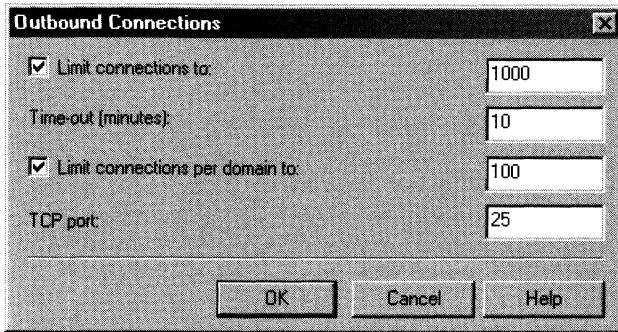 Outbound Connections
Limit connections to: 1000
Time-out (minutes): 10
Limit connections per domain to: 100
TCP port: 25
OK Cancel Help